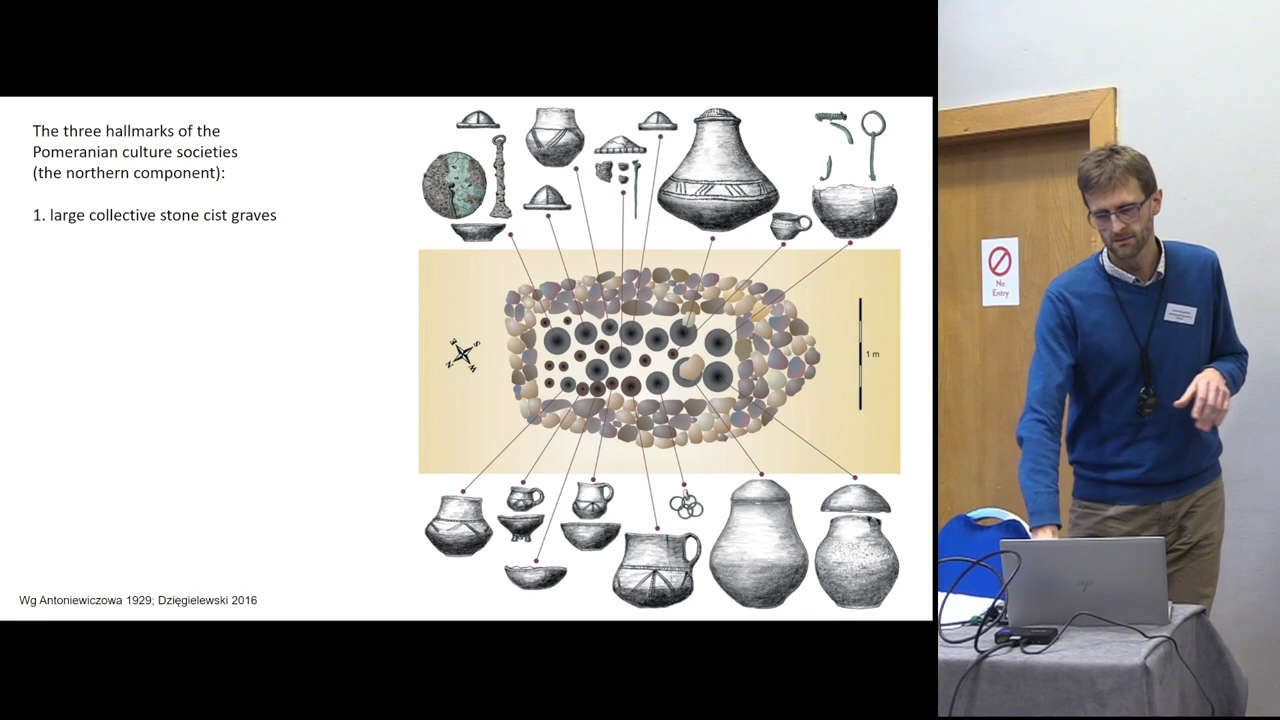 The three hallmarks of the
Pomeranian culture societies
(the northern component):
1. large collective stone cist graves
N
E
S
W
1 m
Wg Antoniewiczowa 1929; Dzięgielewski 2016
No
Entry
hp